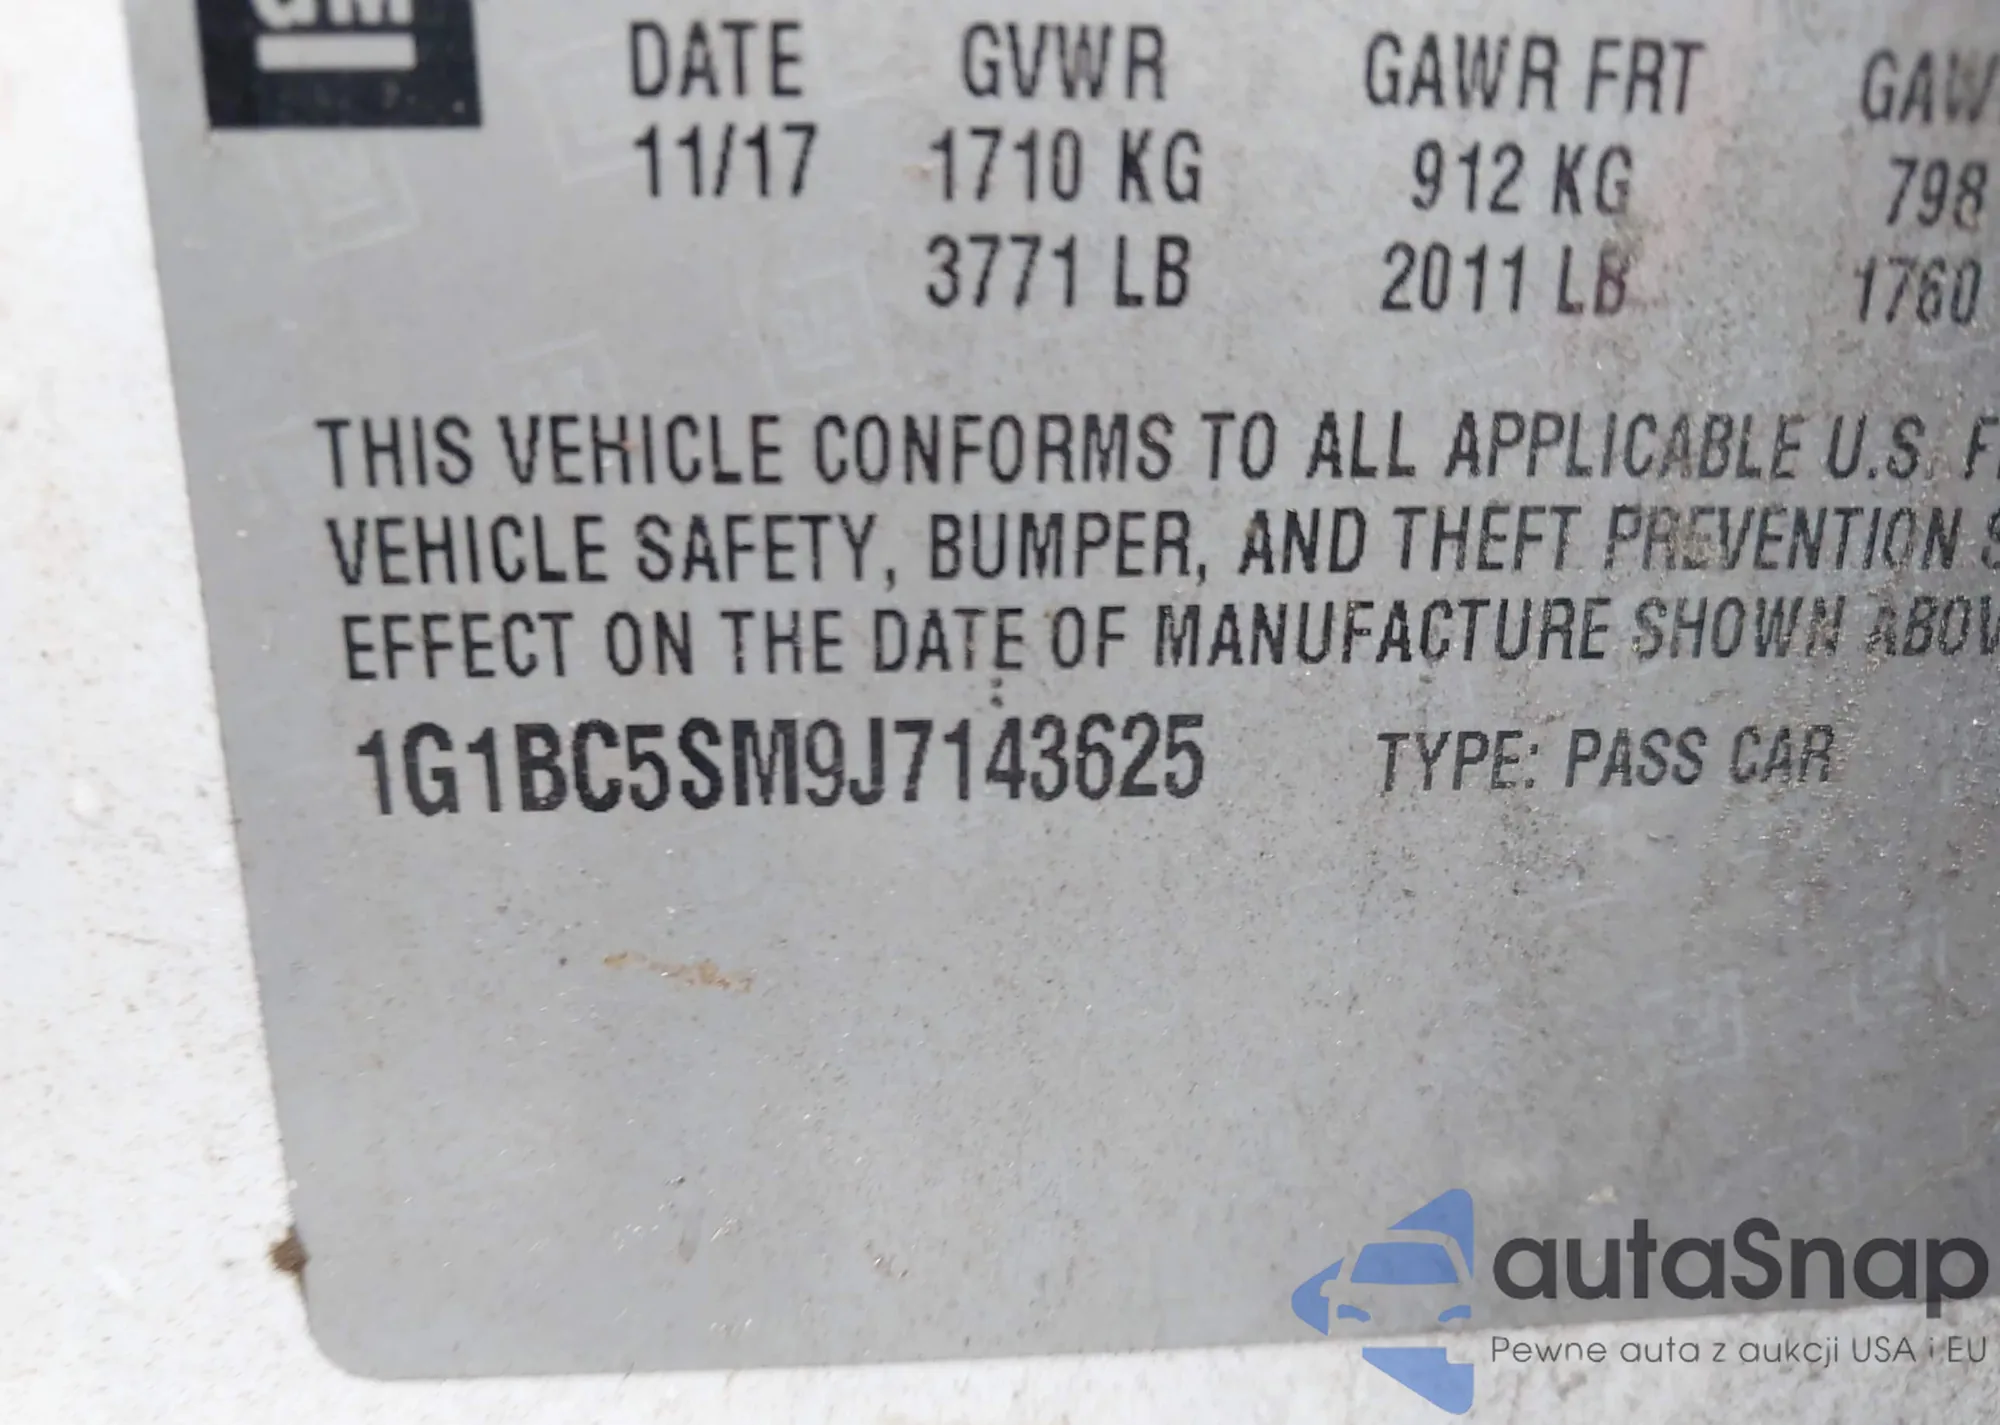 GM
DATE GVWR GAWR FRT
11/17 1710 KG 912 KG 798
3771 LB 2011 LB 1760
THIS VEHICLE CONFORMS TO ALL APPLICABLE U.S.
VEHICLE SAFETY, BUMPER, AND THEFT PREVENTION
EFFECT ON THE DATE OF MANUFACTURE SHOWN
1G1BC5SM9J7143625 TYPE: PASS CAR
autaSnap
Pewne auta z aukcji USA i EU